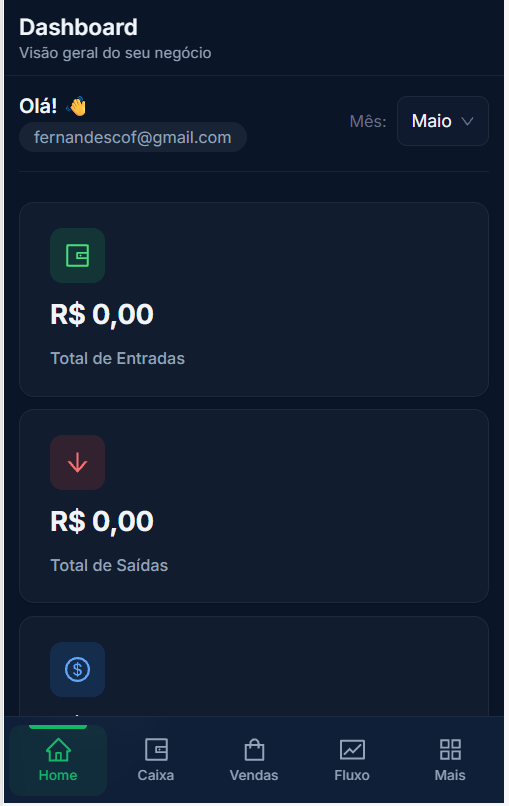 Dashboard
Visão geral do seu negócio
Olá! 👋
fernandescof@gmail.com
Mês:
Maio
R$ 0,00
Total de Entradas
R$ 0,00
Total de Saídas
Home
Caixa
Vendas
Fluxo
Mais